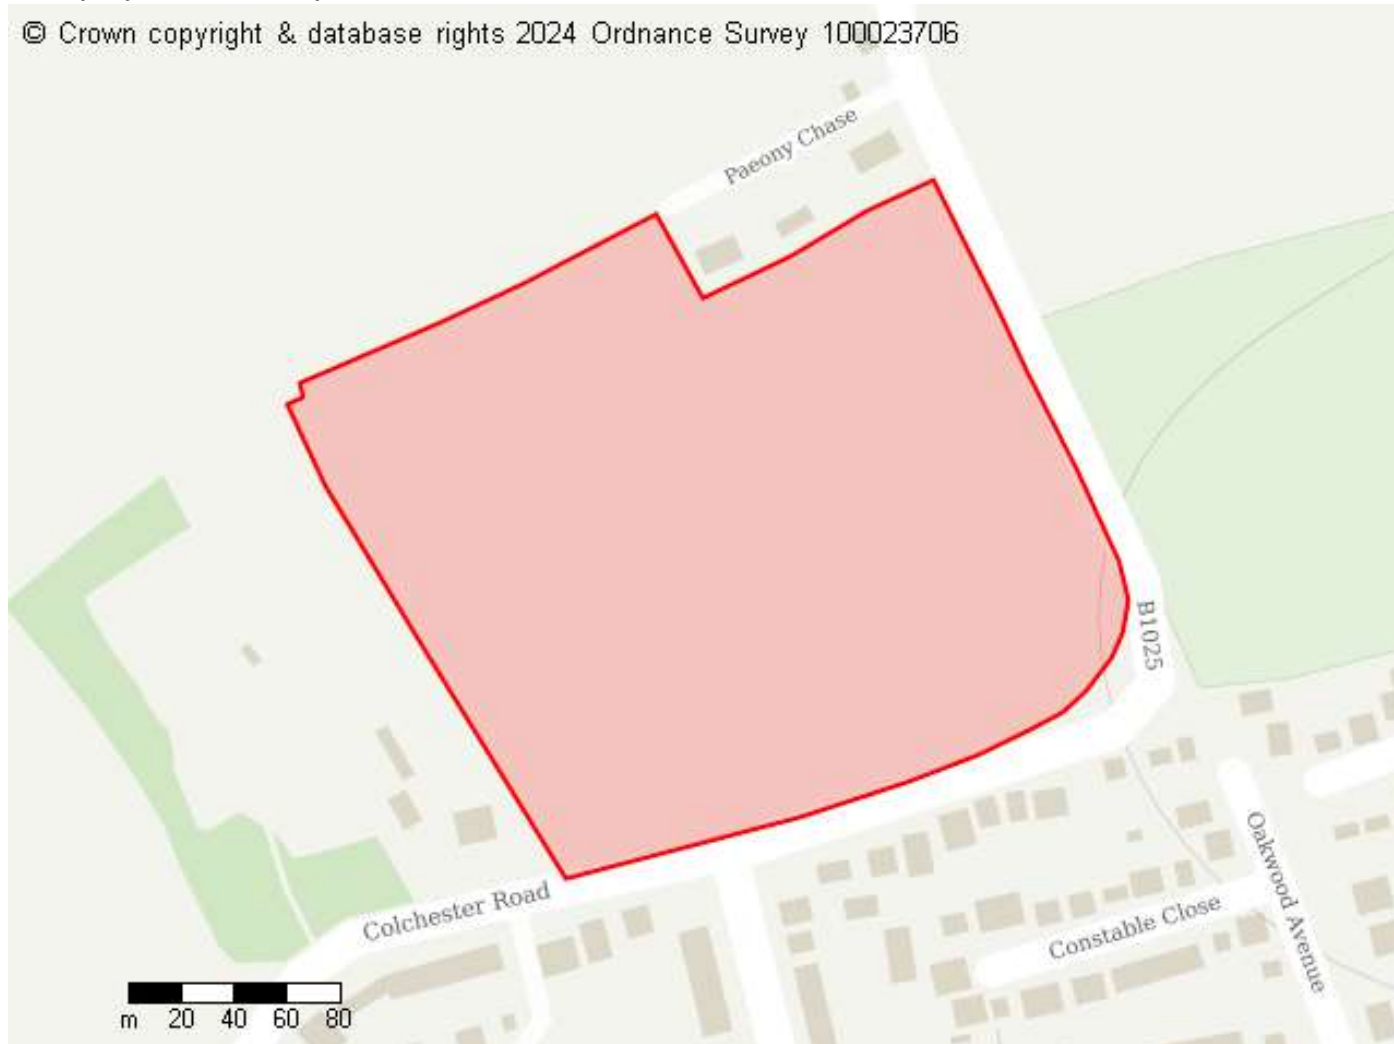 © Crown copyright & database rights 2024 Ordnance Survey 100023706
Paeony Chase
B1025
Oakwood Avenue
Colchester Road
Constable Close
m 20 40 60 80